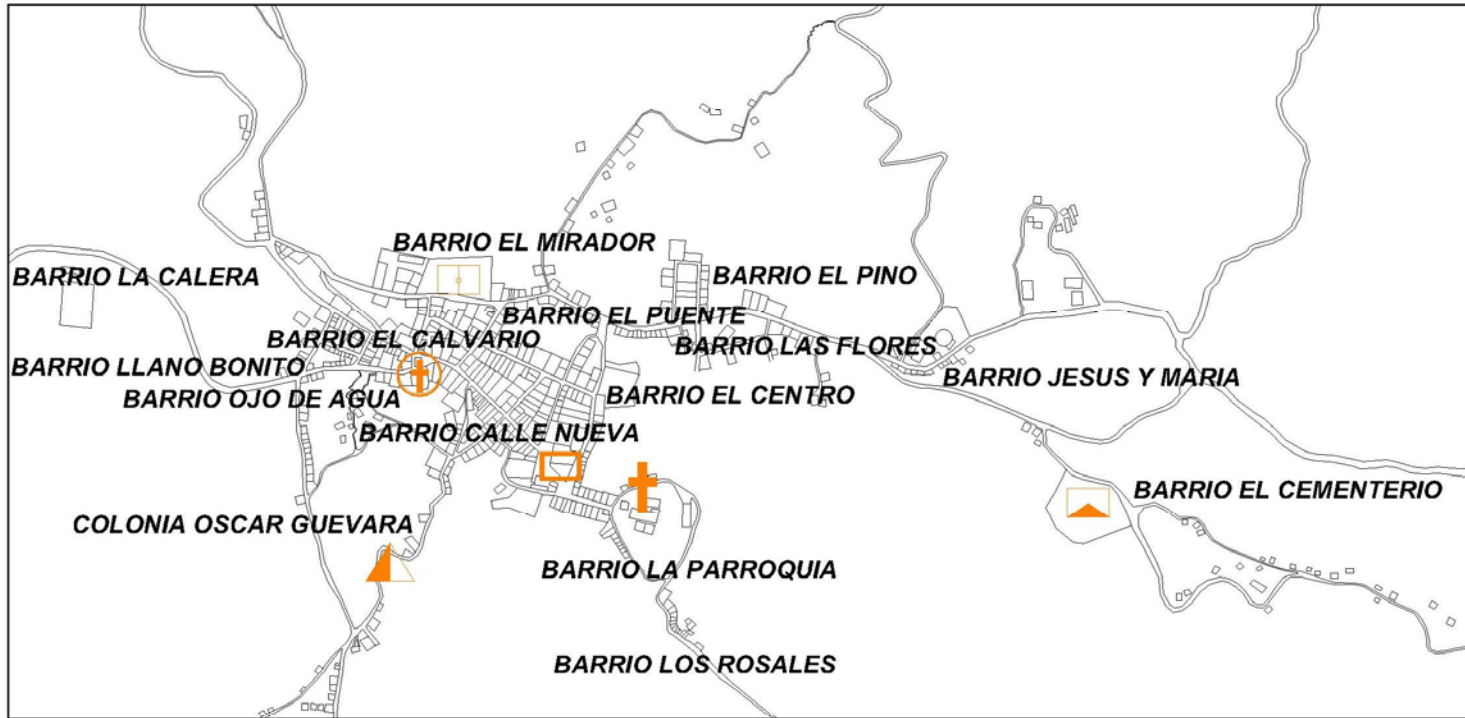 BARRIO EL MIRADOR
BARRIO LA CALERA
BARRIO EL PINO
BARRIO EL PUENTE
BARRIO EL CALVARIO
BARRIO LAS FLORES
BARRIO LLANO BONITO
BARRIO JESUS Y MARIA
BARRIO OJO DE AGUA
BARRIO EL CENTRO
BARRIO CALLE NUEVA
BARRIO EL CEMENTERIO
COLONIA OSCAR GUEVARA
BARRIO LA PARROQUIA
BARRIO LOS ROSALES